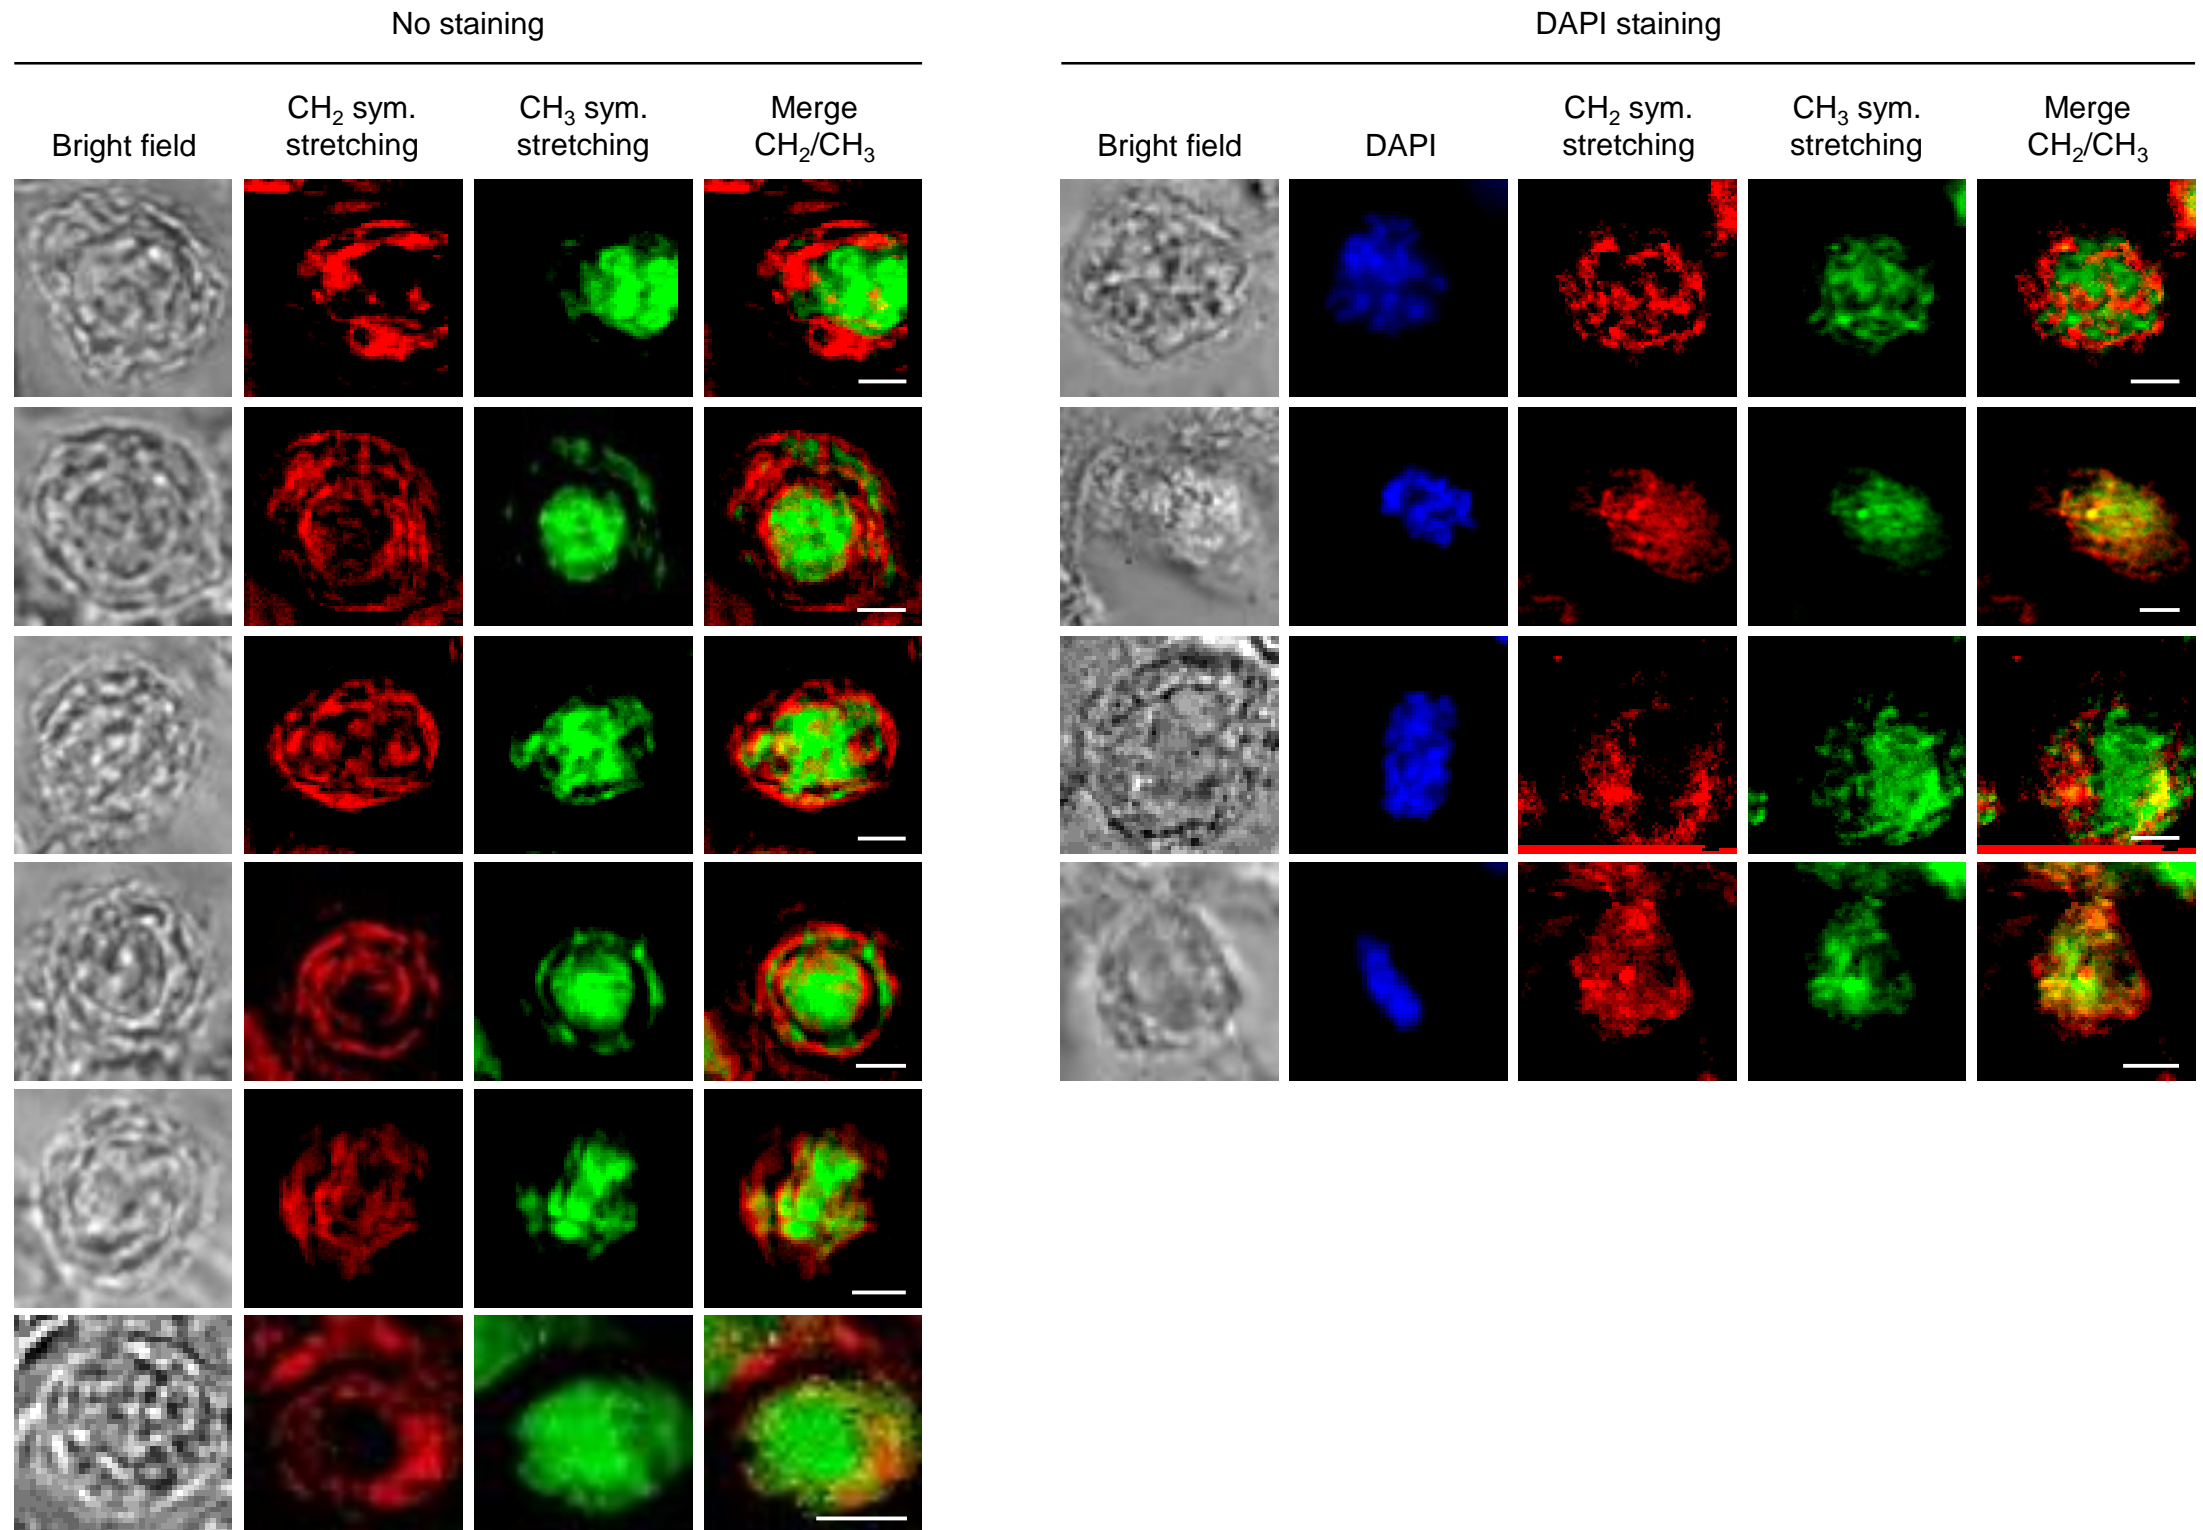 No staining
Bright field
CH₂ sym.
stretching
CH₃ sym.
stretching
Merge
CH₂/CH₃
DAPI staining
Bright field
DAPI
CH₂ sym.
stretching
CH₃ sym.
stretching
Merge
CH₂/CH₃